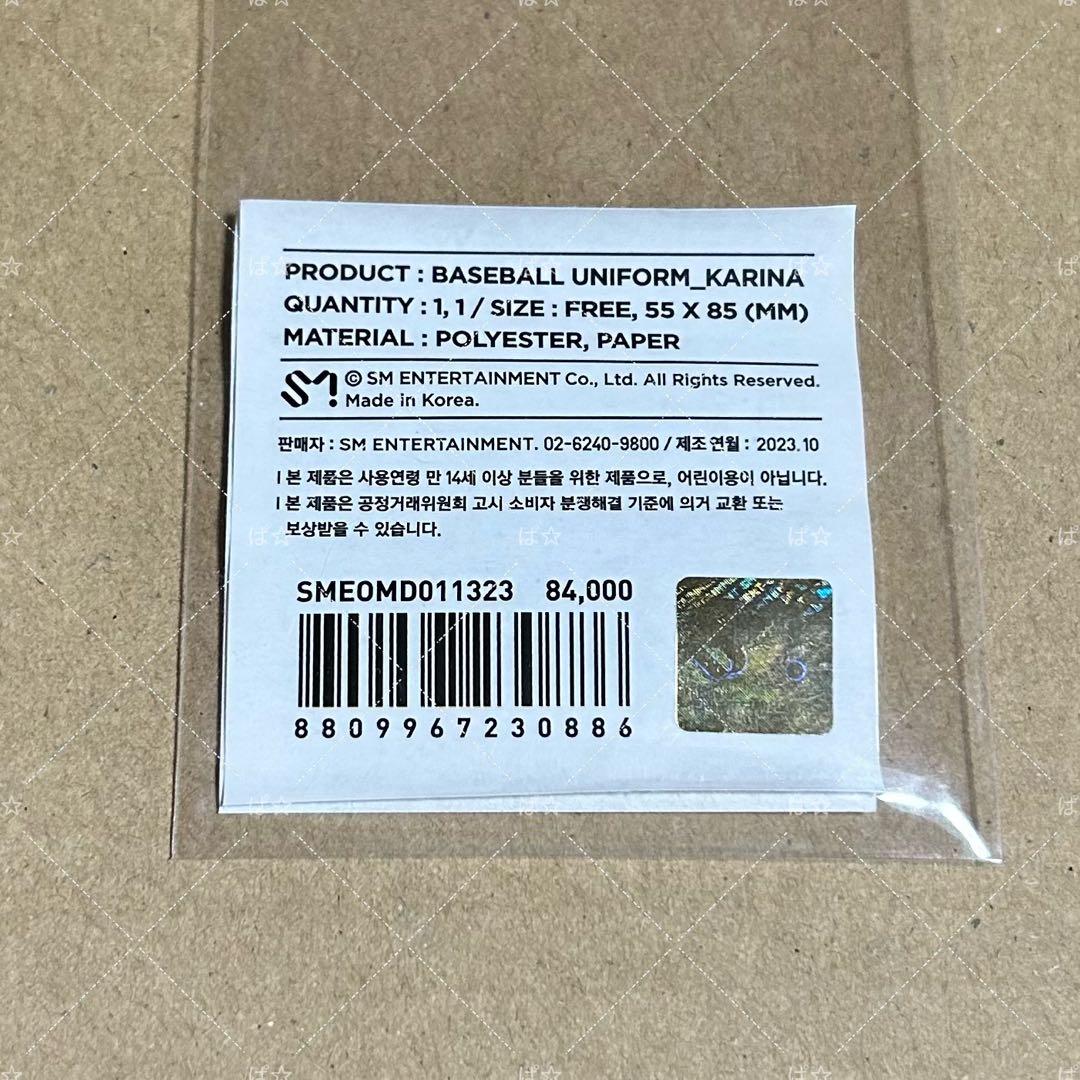 PRODUCT : BASEBALL UNIFORM_KARINA
QUANTITY : 1, 1 / SIZE : FREE, 55 X 85 (MM)
MATERIAL : POLYESTER, PAPER
SM! © SM ENTERTAINMENT Co., Ltd. All Rights Reserved.
Made in Korea.
판매자 : SM ENTERTAINMENT. 02-6240-9800 / 제조연월 : 2023.10
l 본 제품은 사용연령 만 14세 이상 분들을 위한 제품으로, 어린이용이 아닙니다.
l 본 제품은 공정거래위원회 고시 소비자 분쟁해결 기준에 의거 교환 또는
보상받을 수 있습니다.
SMEOMD011323 84,000
8809967230886
ぱ☆